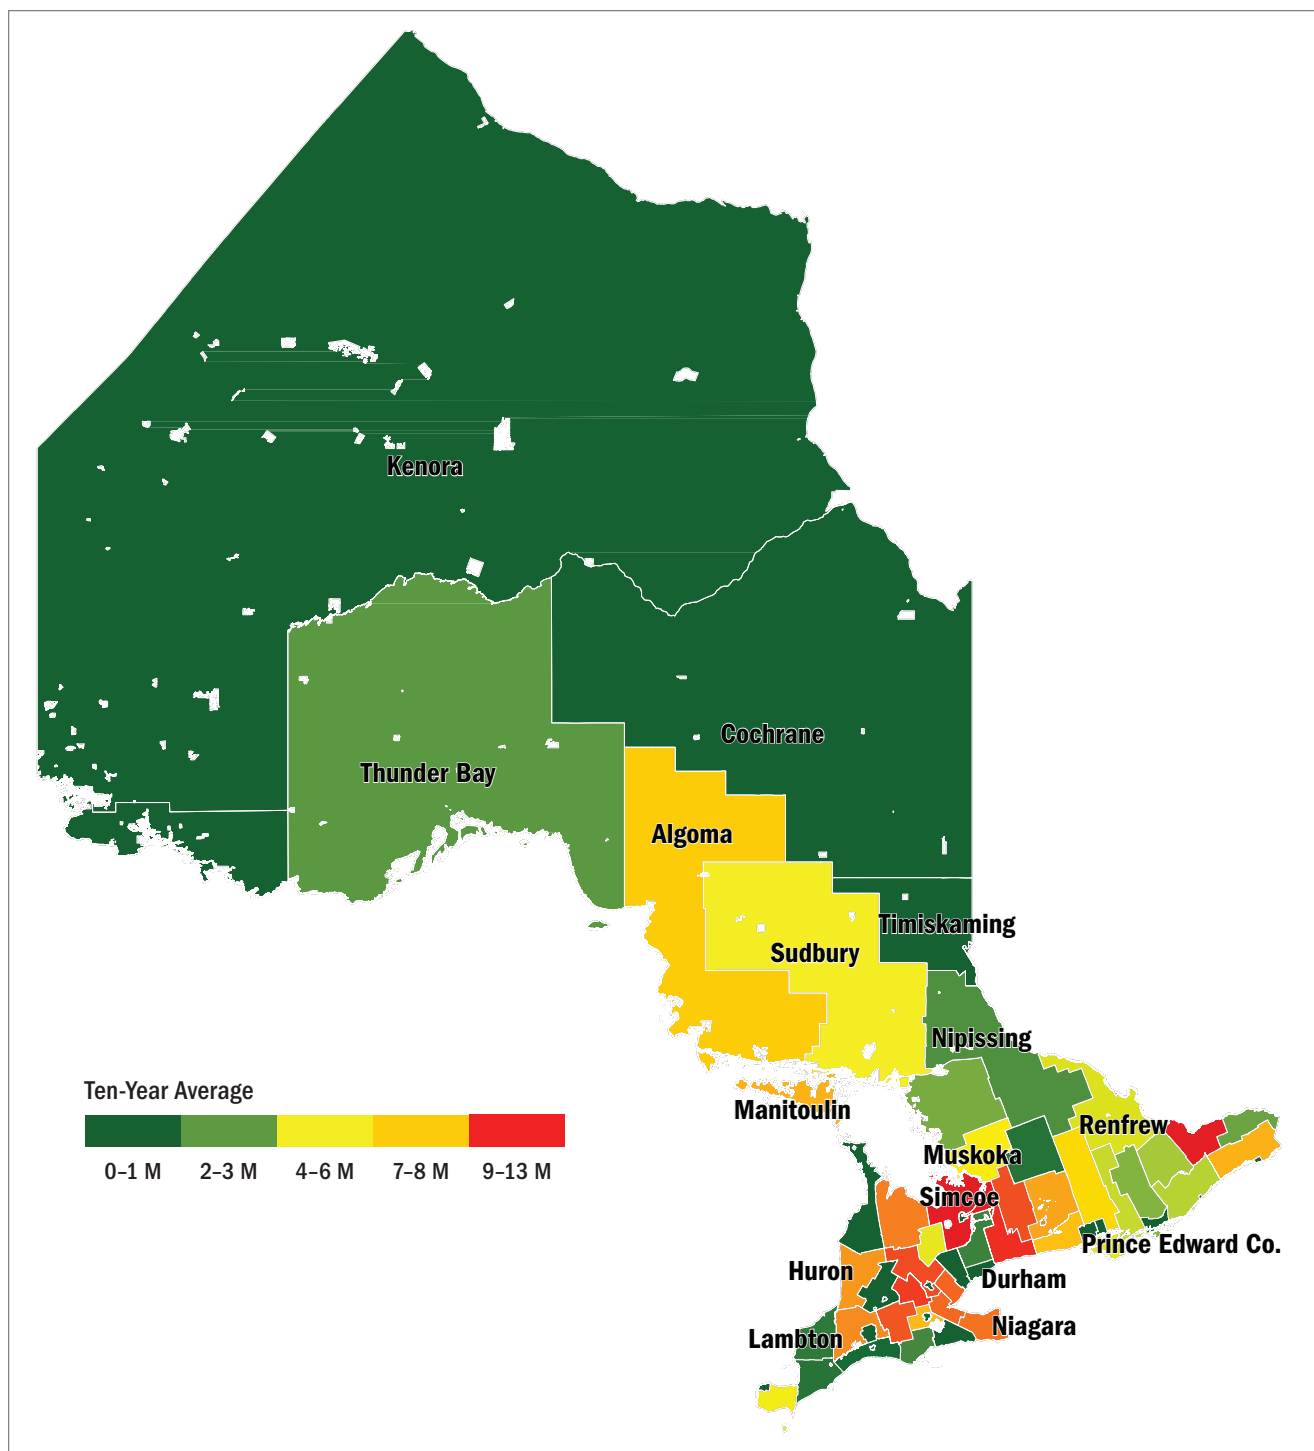 Kenora
Cochrane
Thunder Bay
Algoma
Timiskaming
Sudbury
Nipissing
Ten-Year Average
0–1 M 2–3 M 4–6 M 7–8 M 9–13 M
Manitoulin
Renfrew
Muskoka
Simcoe
Prince Edward Co.
Huron
Durham
Niagara
Lambton